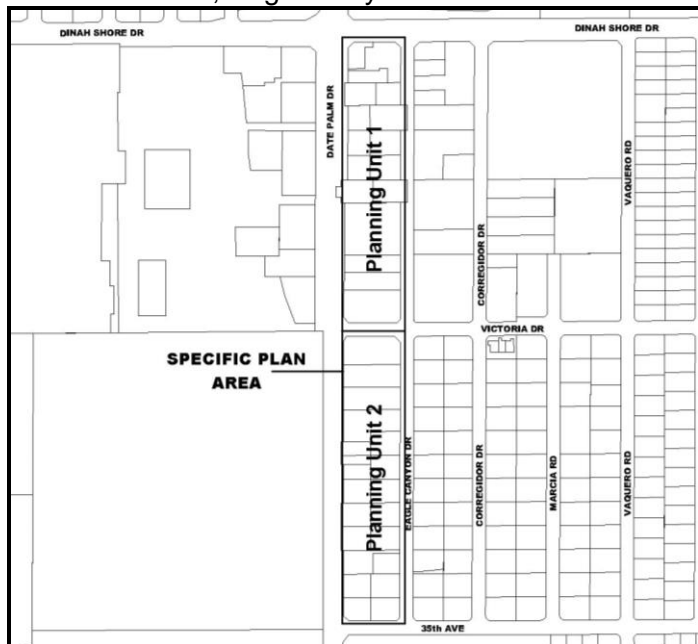 DINAH SHORE DR
DINAH SHORE DR
DATE PALM DR
Planning Unit 1
VAQUERO RD
CORREGIDOR DR
VICTORIA DR
SPECIFIC PLAN
AREA
Planning Unit 2
EAGLE CANYON DR
CORREGIDOR DR
MARCIA RD
VAQUERO RD
35th AVE